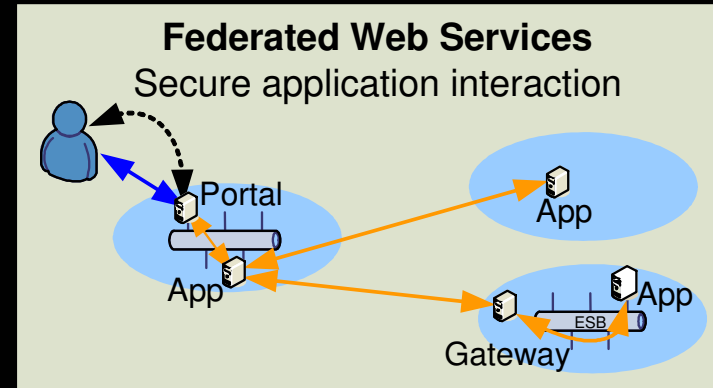 Federated Web Services
Secure application interaction
Portal
App
App
App
ESB
Gateway